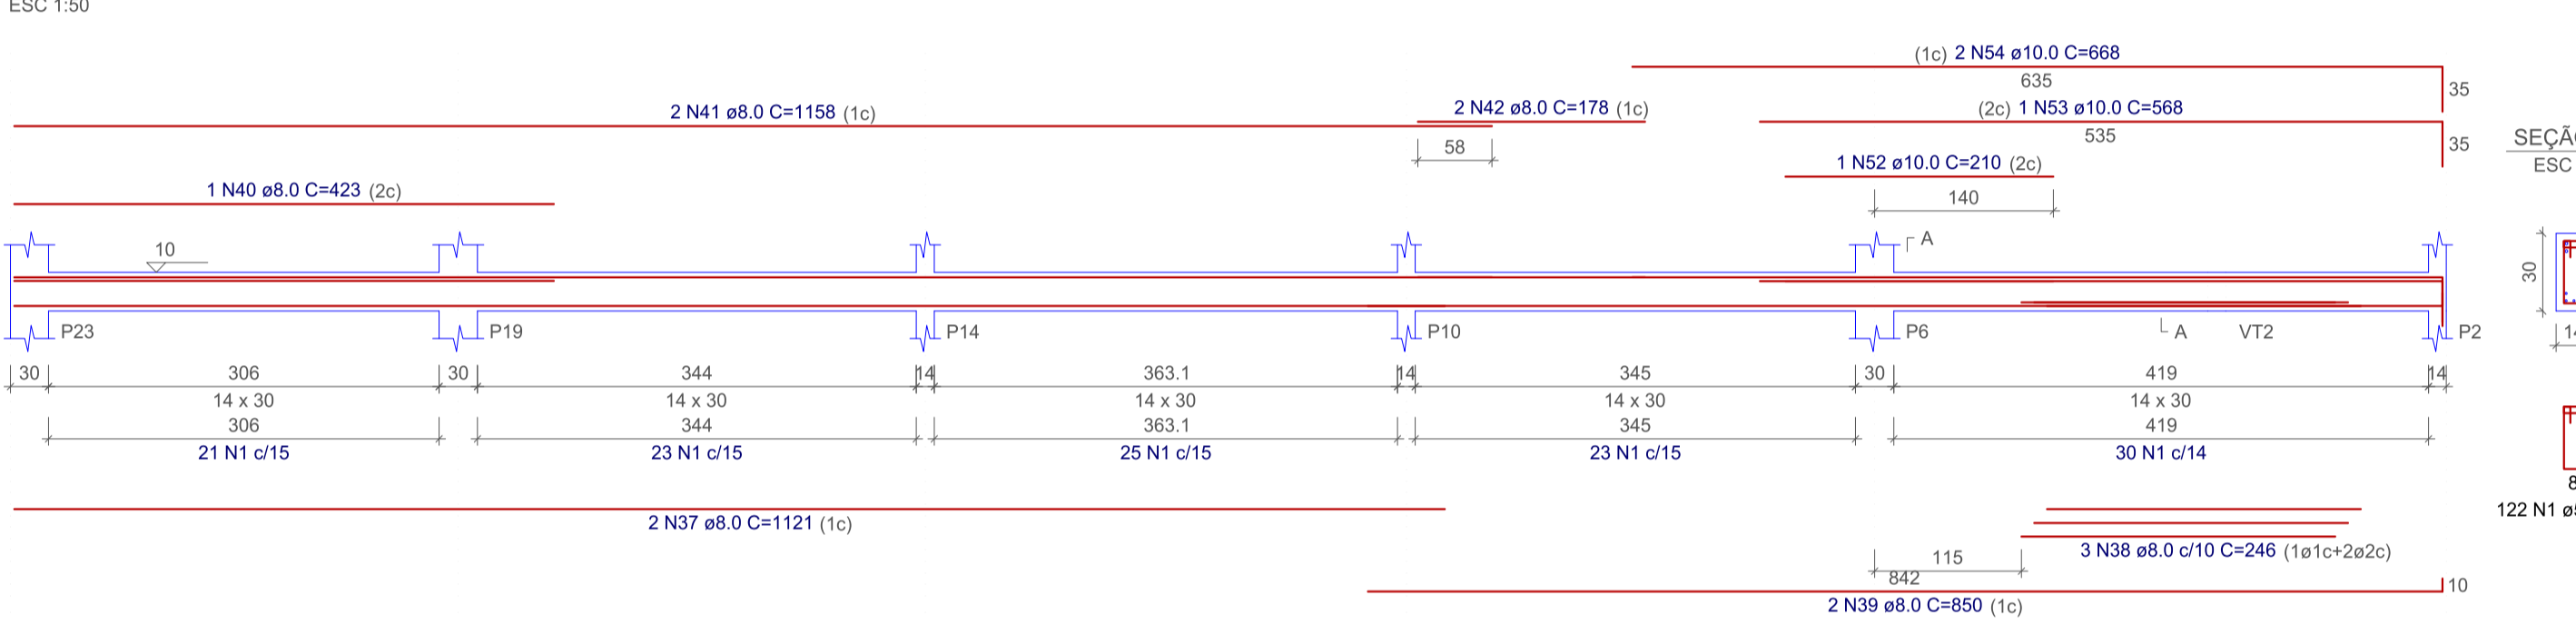 ESC 1:50
(1c) 2 N54 ø10.0 C=668
635
35
2 N41 ø8.0 C=1158 (1c)
2 N42 ø8.0 C=178 (1c)
(2c) 1 N53 ø10.0 C=568
58
535
35
SEÇÃ
ESC
1 N52 ø10.0 C=210 (2c)
1 N40 ø8.0 C=423 (2c)
140
10
A
30
P23
P19
P14
P10
P6
A
VT2
P2
14
30
306
30
344
14
363.1
14
345
30
419
14
14 x 30
14 x 30
14 x 30
14 x 30
14 x 30
306
344
363.1
345
419
21 N1 c/15
23 N1 c/15
25 N1 c/15
23 N1 c/15
30 N1 c/14
8
122 N1 ø
2 N37 ø8.0 C=1121 (1c)
3 N38 ø8.0 c/10 C=246 (1ø1c+2ø2c)
115
842
10
2 N39 ø8.0 C=850 (1c)